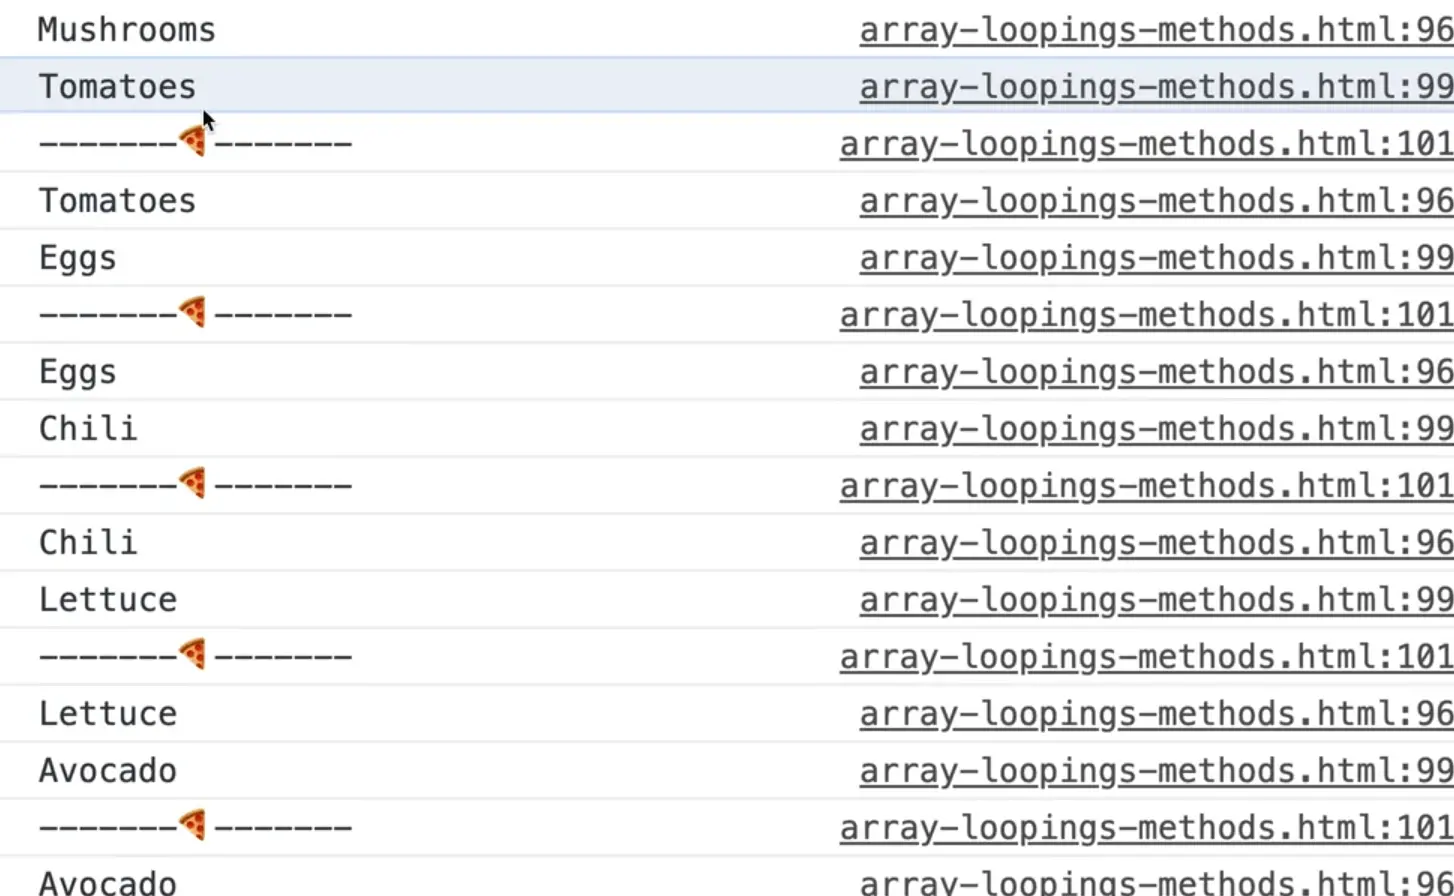 Mushrooms array-loopings-methods.html:96
Tomatoes array-loopings-methods.html:99
-------🍕------- array-loopings-methods.html:101
Tomatoes array-loopings-methods.html:96
Eggs array-loopings-methods.html:99
-------🍕------- array-loopings-methods.html:101
Eggs array-loopings-methods.html:96
Chili array-loopings-methods.html:99
-------🍕------- array-loopings-methods.html:101
Chili array-loopings-methods.html:96
Lettuce array-loopings-methods.html:99
-------🍕------- array-loopings-methods.html:101
Lettuce array-loopings-methods.html:96
Avocado array-loopings-methods.html:99
-------🍕------- array-loopings-methods.html:101
Avocado array-loopings-methods.html:96